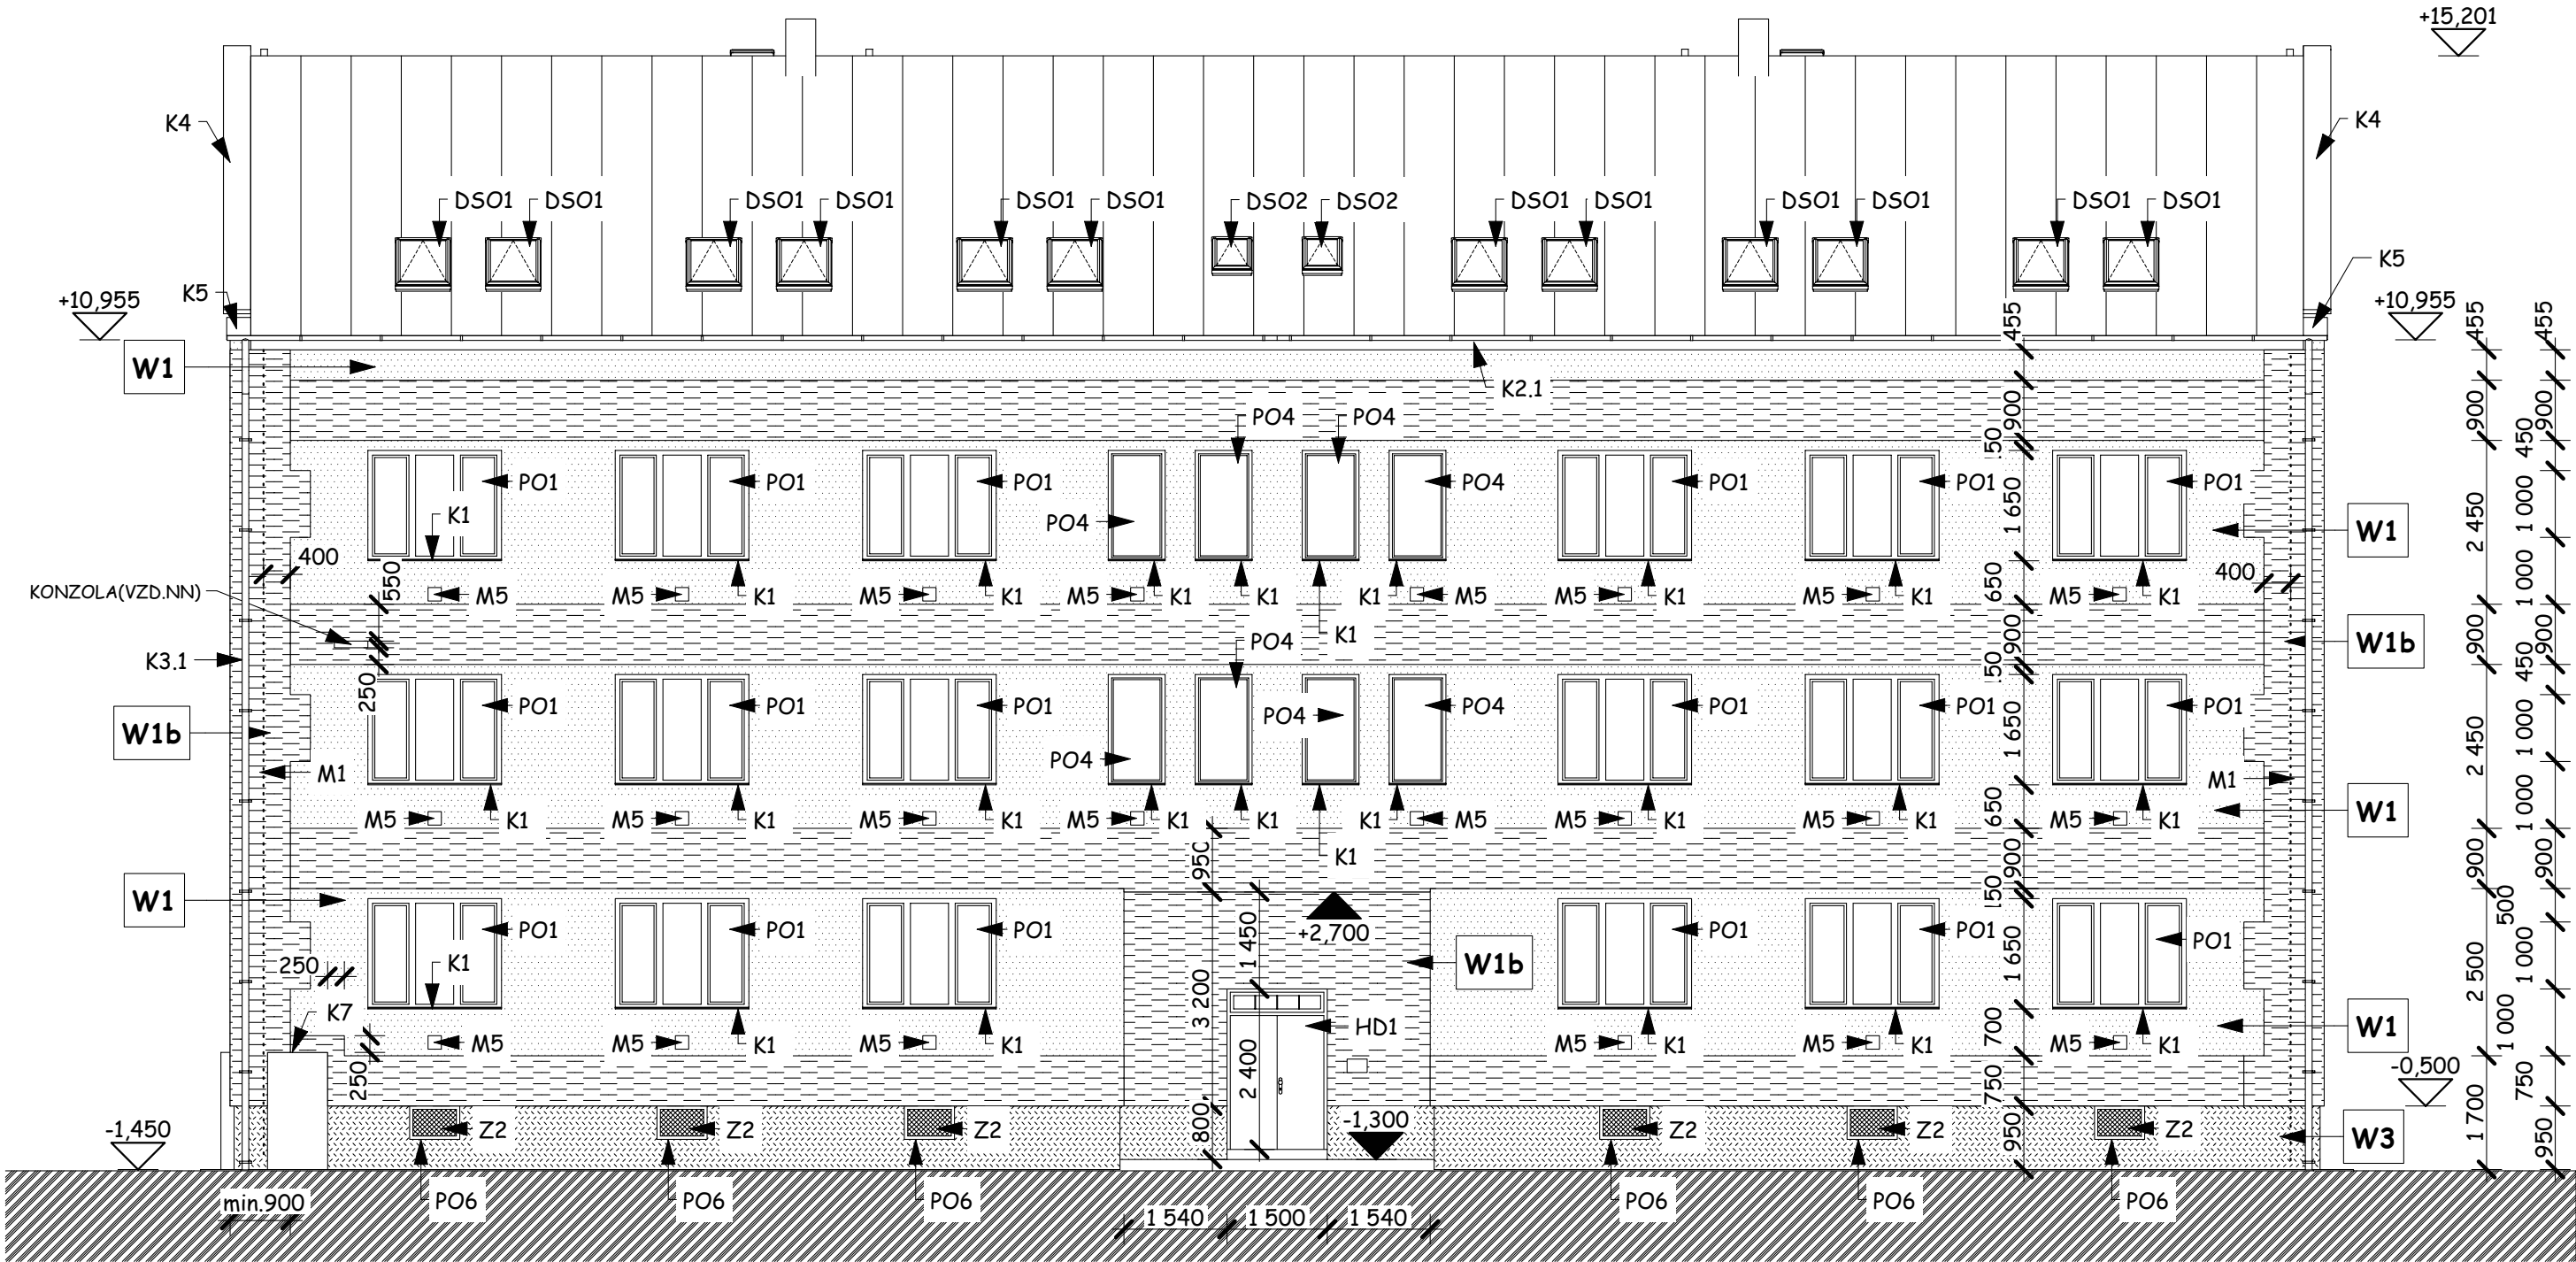 +15,201
K4
K4
DSO1 DSO1 DSO1 DSO1 DSO1 DSO1 DSO2 DSO2 DSO1 DSO1 DSO1 DSO1 DSO1 DSO1
K5
K5
+10,955
+10,955
455 455 455
W1
K2.1
900 900 450 900
PO4 PO4
PO1 PO1 PO1 PO4 PO4 PO1 PO1 PO1
K1
W1
1 650 2 450 1 000
400
550
400
KONZOLA(VZD.NN)
M5 M5 M5 M5 M5 M5 M5 M5
K1 K1 K1 K1 K1 K1 K1 K1 K1
650 1 000
K1
PO4
W1b
900 900 900
K3.1
250
450
PO1 PO1 PO1 PO4 PO4 PO1 PO1 PO1
W1b
PO4
1 650 2 450 1 000
M1
M1
W1
M5 M5 M5 M5 M5 M5 M5 M5
K1 K1 K1 K1 K1 K1 K1 K1 K1
650 1 000
K1
950
900 900 900
W1
500
+2,700
1 450
PO1 PO1 PO1 PO1 PO1 PO1
250
K1
W1b
1 650 2 500 1 000
K7
3 200
HD1
W1
M5 M5 M5 M5 M5 M5
K1 K1 K1 K1 K1
700 1 000
250
2 400
750 750
-0,500
-1,450
Z2 Z2 Z2 Z2 Z2 Z2
800
-1,300
W3
950 1 700 950
min.900
PO6 PO6 PO6 PO6 PO6 PO6
1 540 1 500 1 540